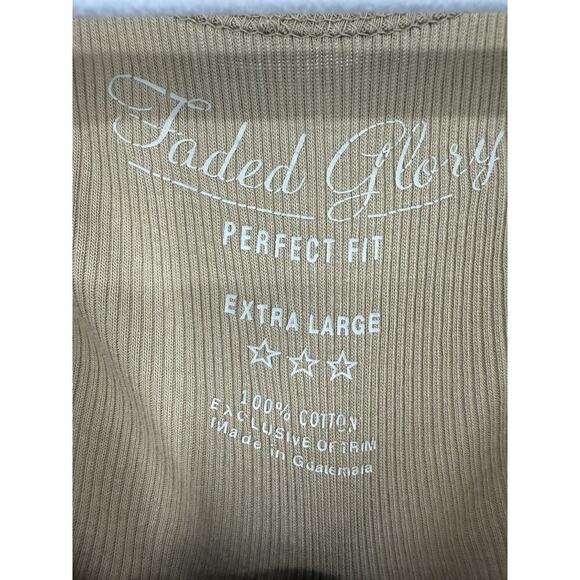 Faded Glory
PERFECT FIT
EXTRA LARGE
100% COTTON
EXCLUSIVE OF TRIM
Made in Guatemala